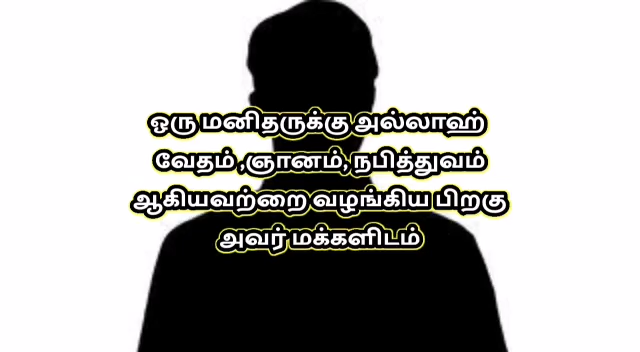 ஒரு மனிதருக்கு அல்லாஹ்
வேதம் ,ஞானம், நபித்துவம்
ஆகியவற்றை வழங்கிய பிறகு
அவர் மக்களிடம்